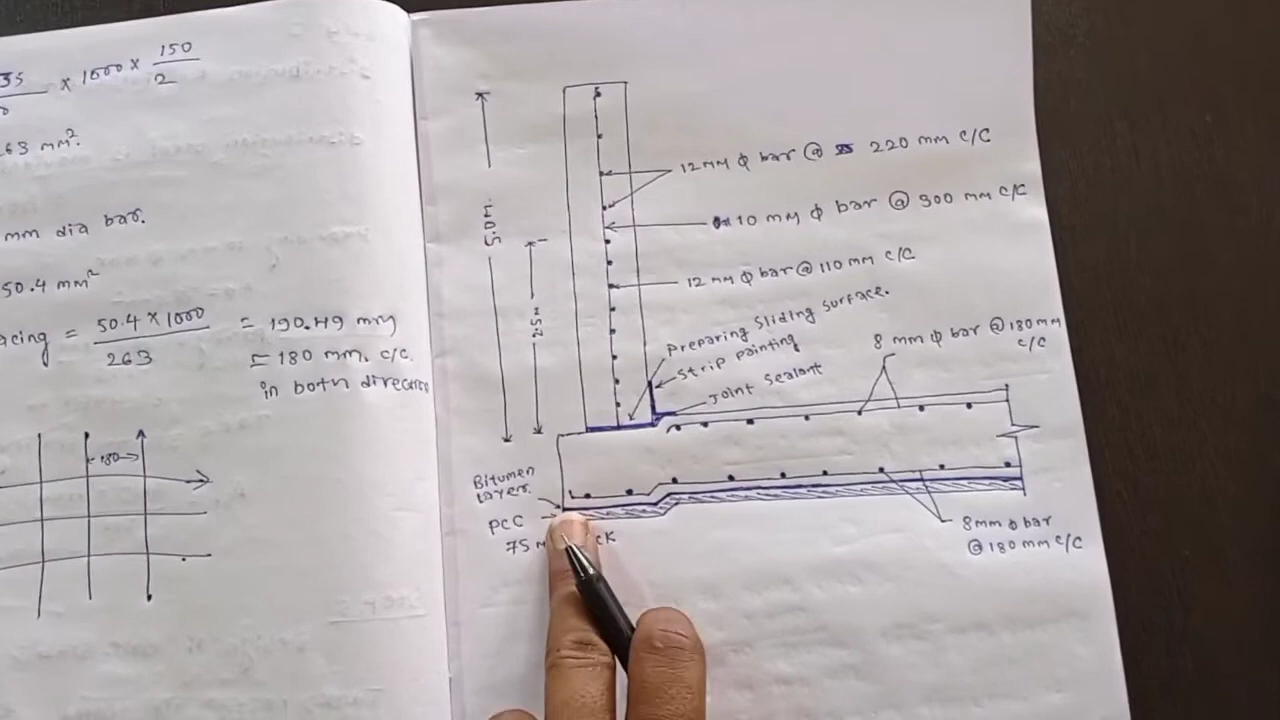 35 × 1000 × 150
2
263 mm².
mm dia bar.
50.4 mm²
acing = 50.4 × 1000 = 190.49 mm
263
≈ 180 mm. c/c.
in both direction
180
5.0 M.
2.5 M
12 MM ϕ bar @ 220 mm c/c
10 MM ϕ bar @ 300 mm c/c
12 MM ϕ bar @ 110 mm c/c
Preparing Sliding Surface.
Strip Painting
Joint Sealant
8 mm ϕ bar @ 180 mm
c/c
Bitumen
Layer.
PCC
75
8mm ϕ bar
@ 180 mm c/c